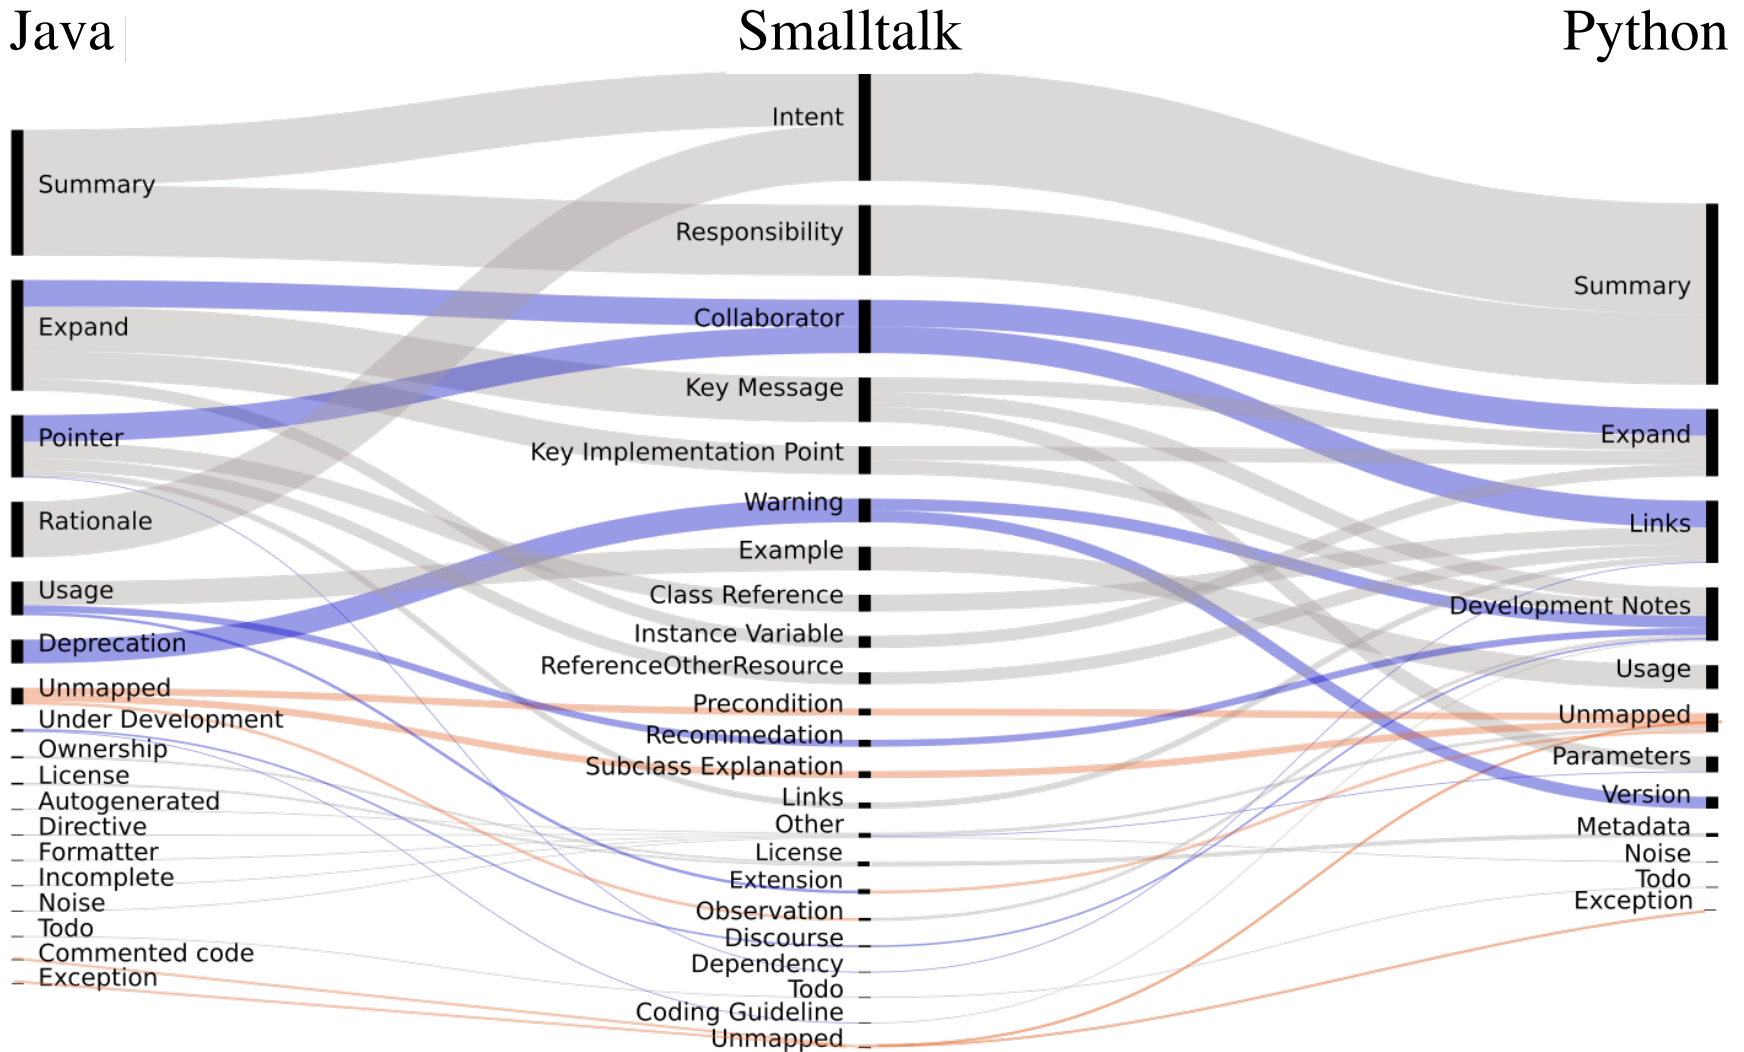 Java
Smalltalk
Python
Summary
Expand
Pointer
Rationale
Usage
Deprecation
Unmapped
Under Development
Ownership
License
Autogenerated
Directive
Formatter
Incomplete
Noise
Todo
Commented code
Exception
Intent
Responsibility
Collaborator
Key Message
Key Implementation Point
Warning
Example
Class Reference
Instance Variable
ReferenceOtherResource
Precondition
Recommedation
Subclass Explanation
Links
Other
License
Extension
Observation
Discourse
Dependency
Todo
Coding Guideline
Unmapped
Summary
Expand
Links
Development Notes
Usage
Unmapped
Parameters
Version
Metadata
Noise
Todo
Exception